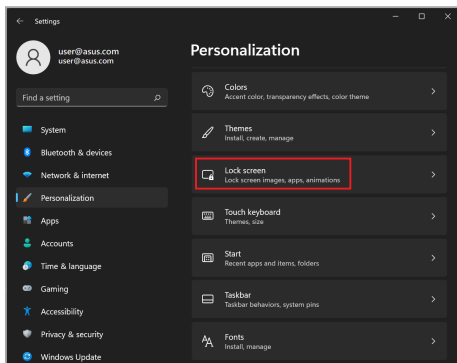 Settings
user@asus.com
user@asus.com
Find a setting
System
Bluetooth & devices
Network & internet
Personalization
Apps
Accounts
Time & language
Gaming
Accessibility
Privacy & security
Windows Update
Personalization
Colors
Accent color, transparency effects, color theme
Themes
Install, create, manage
Lock screen
Lock screen images, apps, animations
Touch keyboard
Themes, size
Start
Recent apps and items, folders
Taskbar
Taskbar behaviors, system pins
Fonts
Install, manage